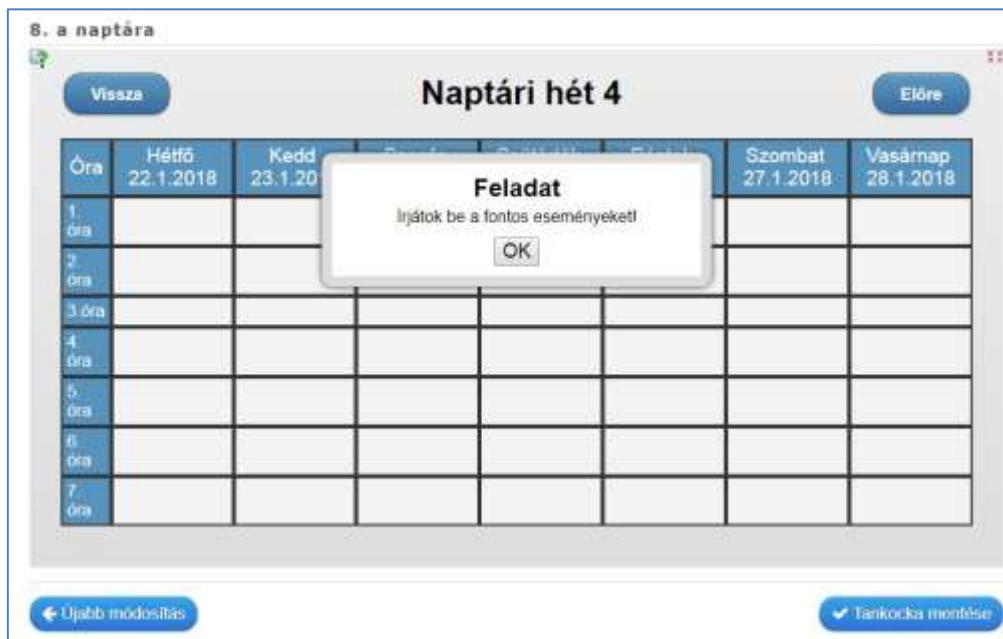 8. a naptára
Vissza
Naptári hét 4
Előre
Óra
Hétfő
22.1.2018
Kedd
23.1.20
Szombat
27.1.2018
Vasárnap
28.1.2018
Feladat
Írjátok be a fontos eseményeket!
OK
1.
óra
2.
óra
3.óra
4.
óra
5.
óra
6.
óra
7.
óra
Újabb módosítás
Tankocka mentése